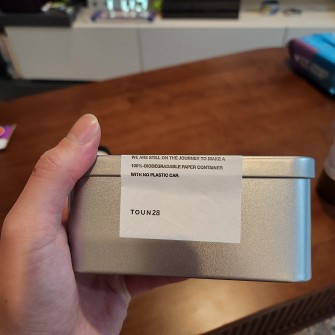 WE ARE STILL ON THE JOURNEY TO MAKE A
100% BIODEGRADABLE PAPER CONTAINER
WITH NO PLASTIC CAP.
TOUN28